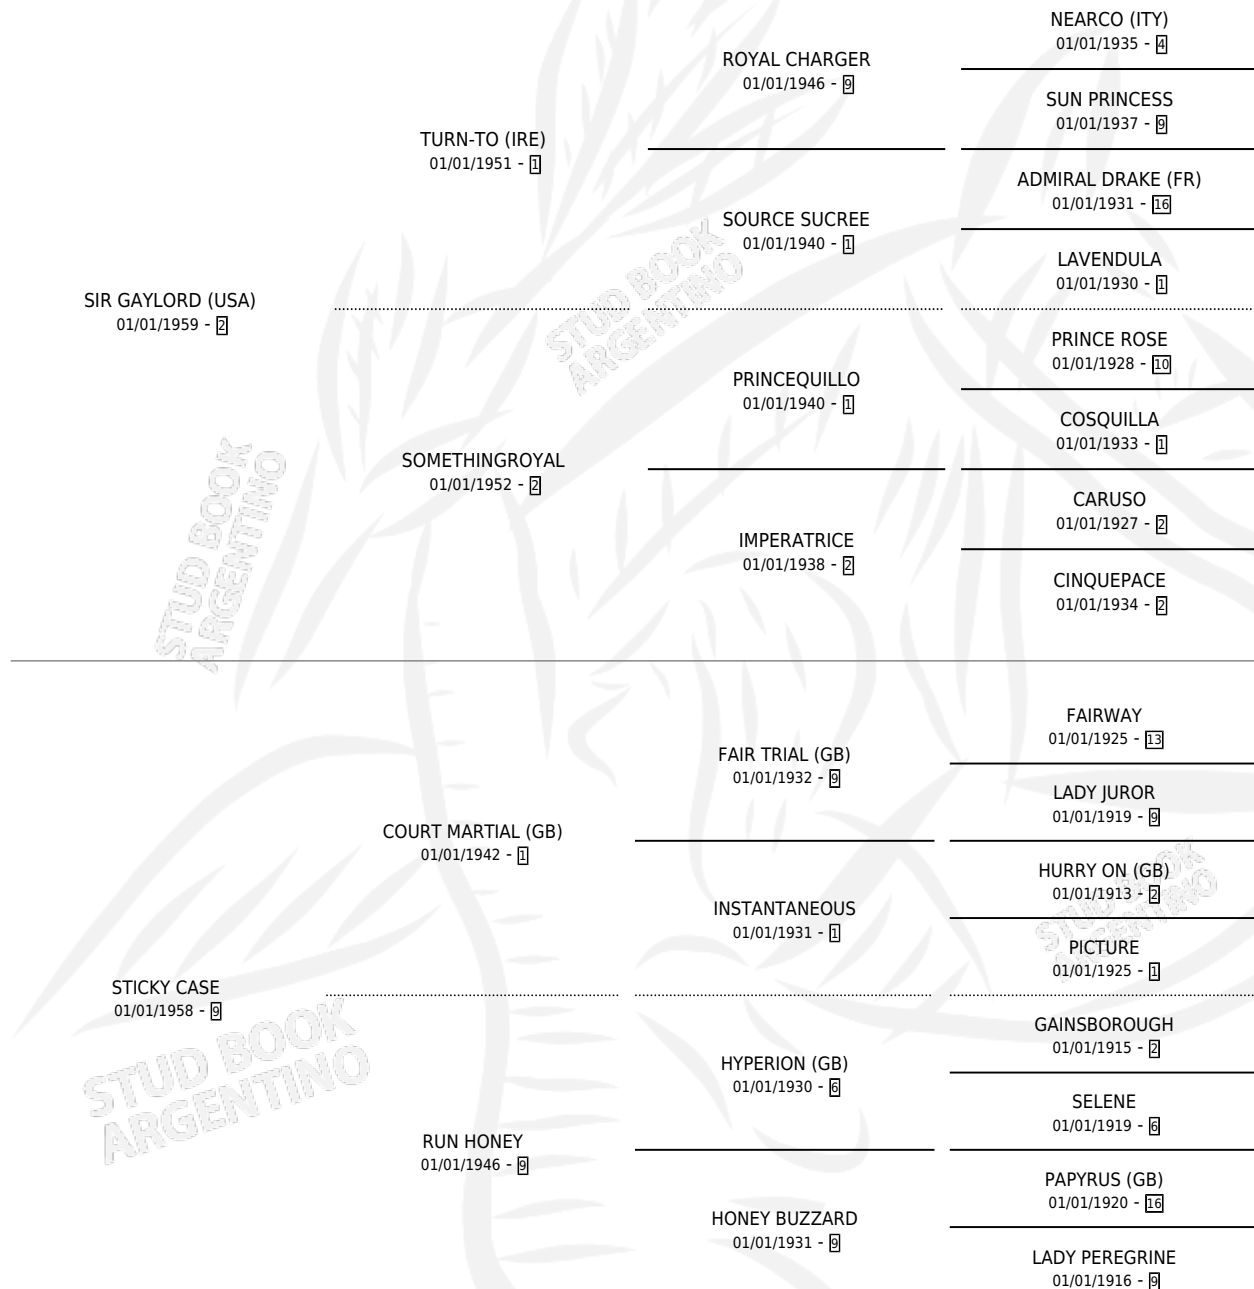 NEARCO (ITY)
01/01/1935 - 4
ROYAL CHARGER
01/01/1946 - 9
SUN PRINCESS
01/01/1937 - 9
TURN-TO (IRE)
01/01/1951 - 1
ADMIRAL DRAKE (FR)
01/01/1931 - 16
SOURCE SUCREE
01/01/1940 - 1
LAVENDULA
01/01/1930 - 1
SIR GAYLORD (USA)
01/01/1959 - 2
PRINCE ROSE
01/01/1928 - 10
PRINCEQUILLO
01/01/1940 - 1
COSQUILLA
01/01/1933 - 1
SOMETHINGROYAL
01/01/1952 - 2
CARUSO
01/01/1927 - 2
IMPERATRICE
01/01/1938 - 2
CINQUEPACE
01/01/1934 - 2
FAIRWAY
01/01/1925 - 13
FAIR TRIAL (GB)
01/01/1932 - 9
LADY JUROR
01/01/1919 - 9
COURT MARTIAL (GB)
01/01/1942 - 1
HURRY ON (GB)
01/01/1913 - 2
INSTANTANEOUS
01/01/1931 - 1
PICTURE
01/01/1925 - 1
STICKY CASE
01/01/1958 - 9
GAINSBOROUGH
01/01/1915 - 2
HYPERION (GB)
01/01/1930 - 6
SELENE
01/01/1919 - 6
RUN HONEY
01/01/1946 - 9
PAPYRUS (GB)
01/01/1920 - 16
HONEY BUZZARD
01/01/1931 - 9
LADY PEREGRINE
01/01/1916 - 9
STUD BOOK
ARGENTINO
STUD BOOK
ARGENTINO
STUD BOOK
ARGENTINO
STUD BOOK
ARGENTINO